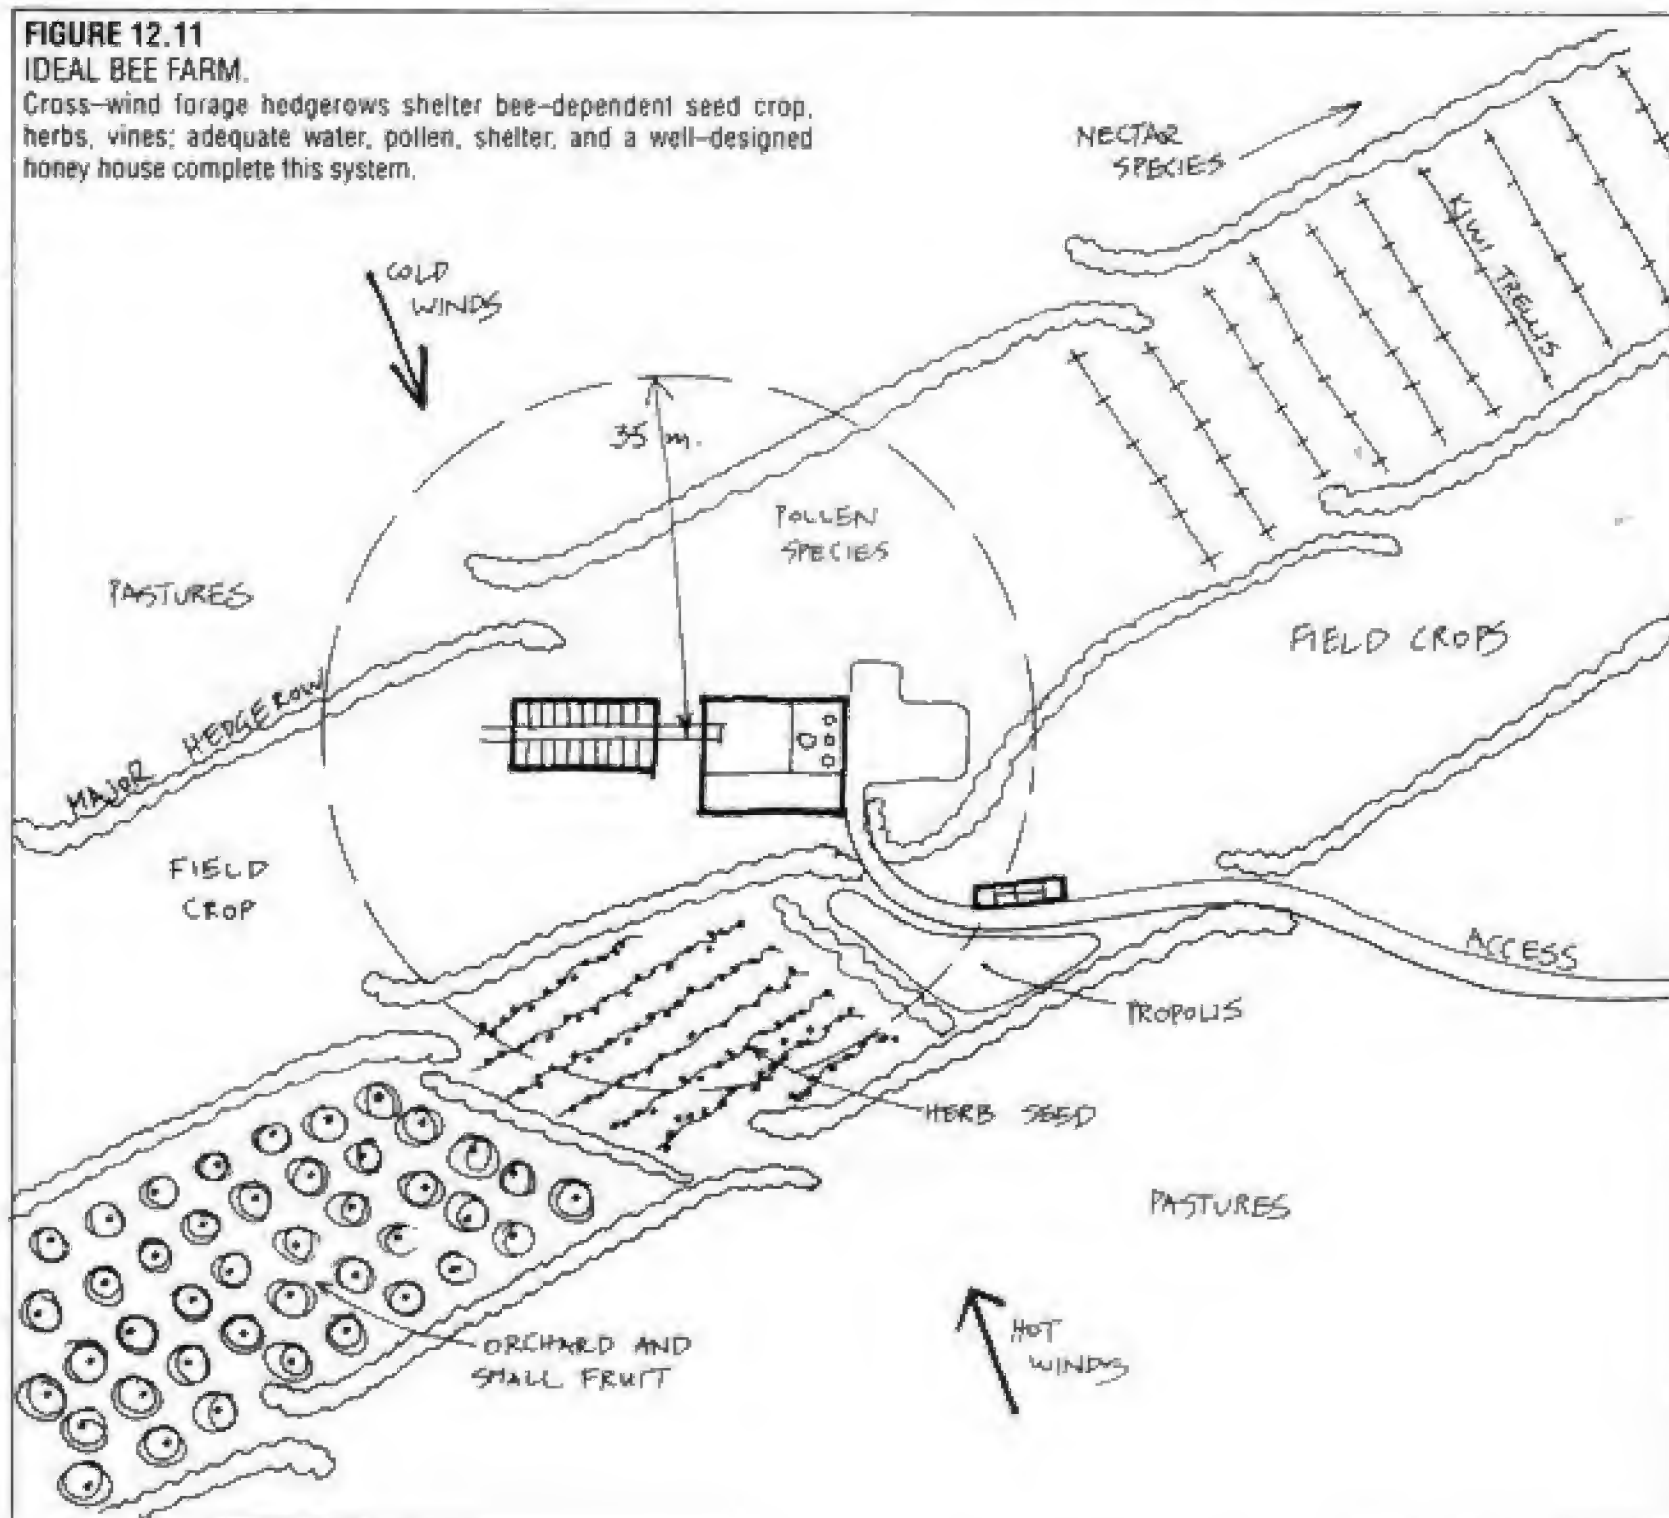 FIGURE 12.11
IDEAL BEE FARM.
Cross-wind forage hedgerows shelter bee-dependent seed crop,
herbs, vines; adequate water, pollen, shelter, and a well-designed
honey house complete this system.
NECTAR
SPECIES
COLD
WINDS
KIWI TRELLIS
35 m.
POLLEN
SPECIES
PASTURES
FIELD CROPS
MAJOR HEDGEROW
FIELD
CROP
ACCESS
PROPOLIS
HERB SEED
PASTURES
ORCHARD AND
SMALL FRUIT
HOT
WINDS